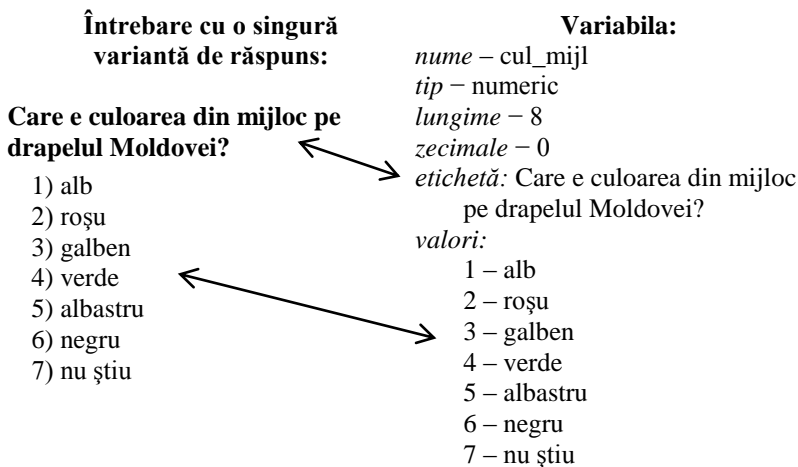 Întrebare cu o singură
variantă de răspuns:
Care e culoarea din mijloc pe
drapelul Moldovei?
1) alb
2) roşu
3) galben
4) verde
5) albastru
6) negru
7) nu ştiu
Variabila:
nume – cul_mijl
tip − numeric
lungime − 8
zecimale − 0
etichetă: Care e culoarea din mijloc
pe drapelul Moldovei?
valori:
1 – alb
2 – roşu
3 – galben
4 – verde
5 – albastru
6 – negru
7 – nu ştiu